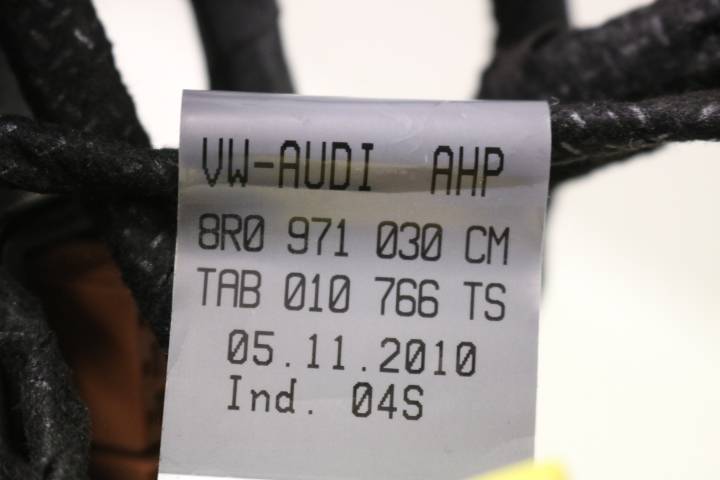 VW-AUDI AHP
8R0 971 030 CM
TAB 010 766 TS
05.11.2010
Ind. 04S